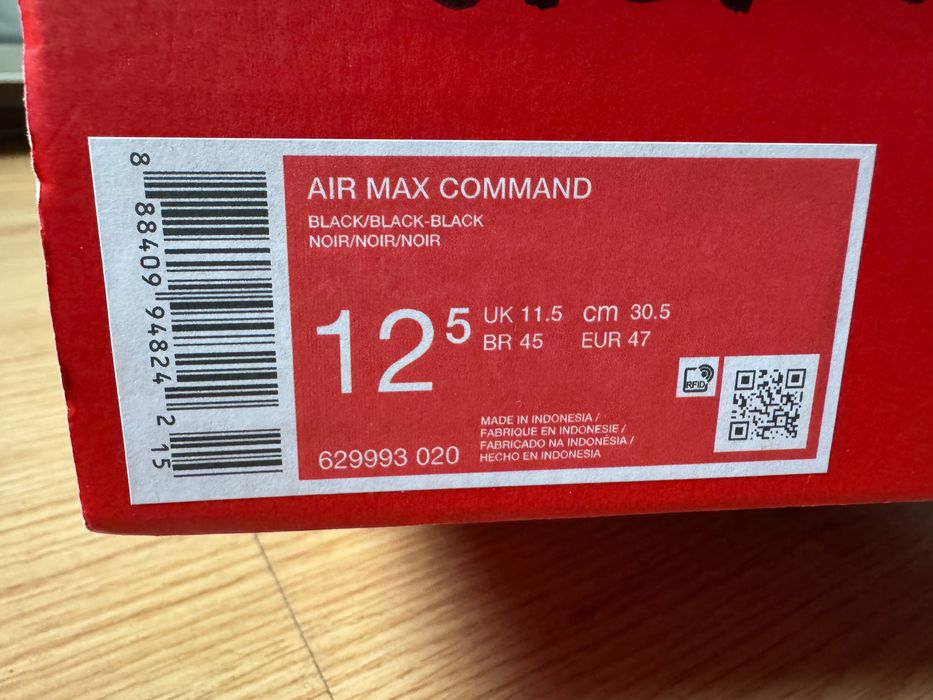 AIR MAX COMMAND
BLACK/BLACK-BLACK
NOIR/NOIR/NOIR
12 5
UK 11.5 cm 30.5
BR 45 EUR 47
RFID
MADE IN INDONESIA /
FABRIQUE EN INDONESIE /
FABRICADO NA INDONÉSIA /
HECHO EN INDONESIA
629993 020
8 88409 94824 2 15